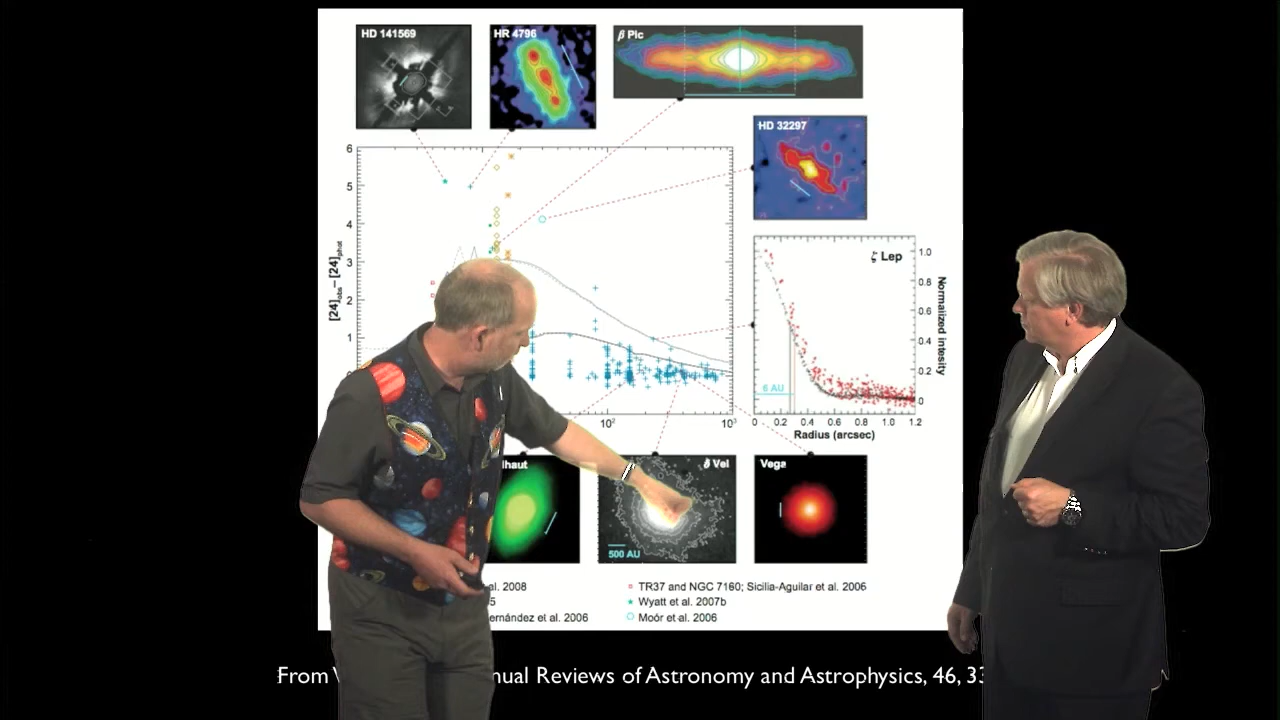 HD 141569
HR 4796
β Pic
HD 32297
6
5
4
3
2
1
[24]obs–[24]phot
10²
10³
ζ Lep
1.0
0.8
0.6
0.4
0.2
0
Normalized intesity
6 AU
0 0.2 0.4 0.6 0.8 1.0 1.2
Radius (arcsec)
lhaut
δ Vel
500 AU
Vega
al. 2008
5
ernández et al. 2006
TR37 and NGC 7160; Sicilia-Aguilar et al. 2006
Wyatt et al. 2007b
Moór et al. 2006
From nual Reviews of Astronomy and Astrophysics, 46, 33